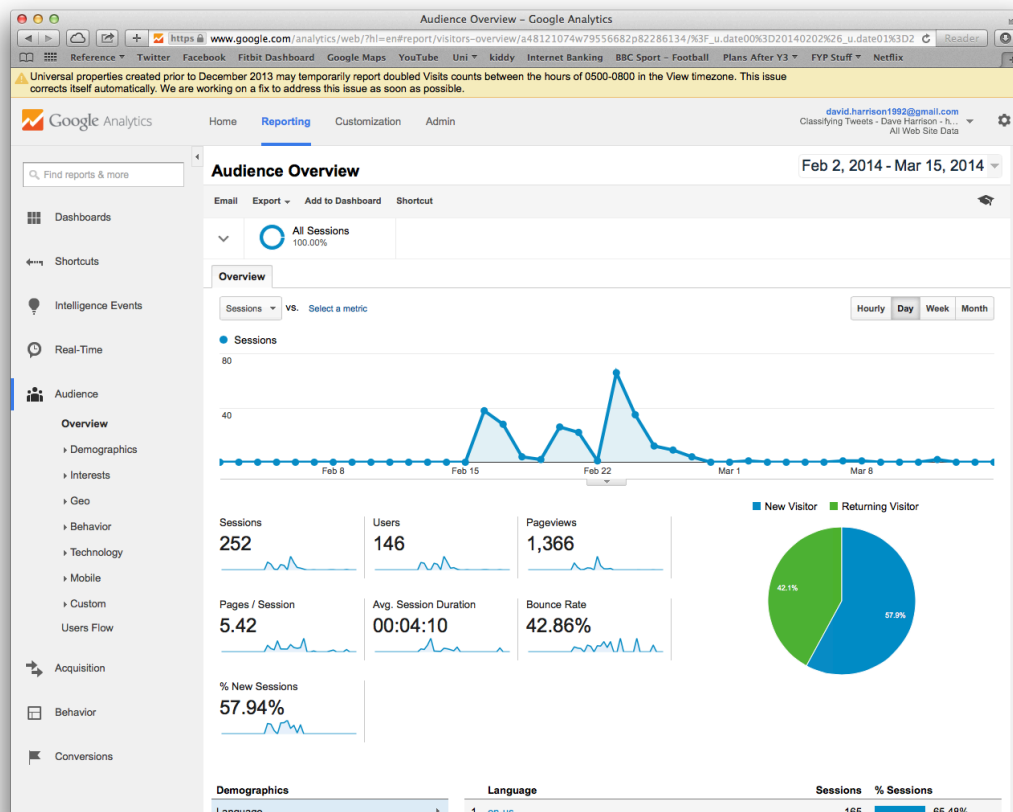 Audience Overview – Google Analytics
https www.google.com/analytics/web/?hl=en#report/visitors-overview/a48121074w79556682p82286134/%3F_u.date00%3D20140202%26_u.date01%3D2 Reader
Reference Twitter Facebook Fitbit Dashboard Google Maps YouTube Uni kiddy Internet Banking BBC Sport – Football Plans After Y3 FYP Stuff Netflix
Universal properties created prior to December 2013 may temporarily report doubled Visits counts between the hours of 0500-0800 in the View timezone. This issue
corrects itself automatically. We are working on a fix to address this issue as soon as possible.
Google Analytics
Home Reporting Customization Admin
david.harrison1992@gmail.com
Classifying Tweets - Dave Harrison - h...
All Web Site Data
Find reports & more
Dashboards
Shortcuts
Intelligence Events
Real-Time
Audience
Overview
Demographics
Interests
Geo
Behavior
Technology
Mobile
Custom
Users Flow
Acquisition
Behavior
Conversions
Audience Overview
Feb 2, 2014 - Mar 15, 2014
Email Export Add to Dashboard Shortcut
All Sessions
100.00%
Overview
Sessions VS. Select a metric
Hourly Day Week Month
Sessions
80
40
Feb 8 Feb 15 Feb 22 Mar 1 Mar 8
New Visitor Returning Visitor
42.1%
57.9%
Sessions
252
Users
146
Pageviews
1,366
Pages / Session
5.42
Avg. Session Duration
00:04:10
Bounce Rate
42.86%
% New Sessions
57.94%
Demographics Language Sessions % Sessions
Language 1. en-us 165 65.48%